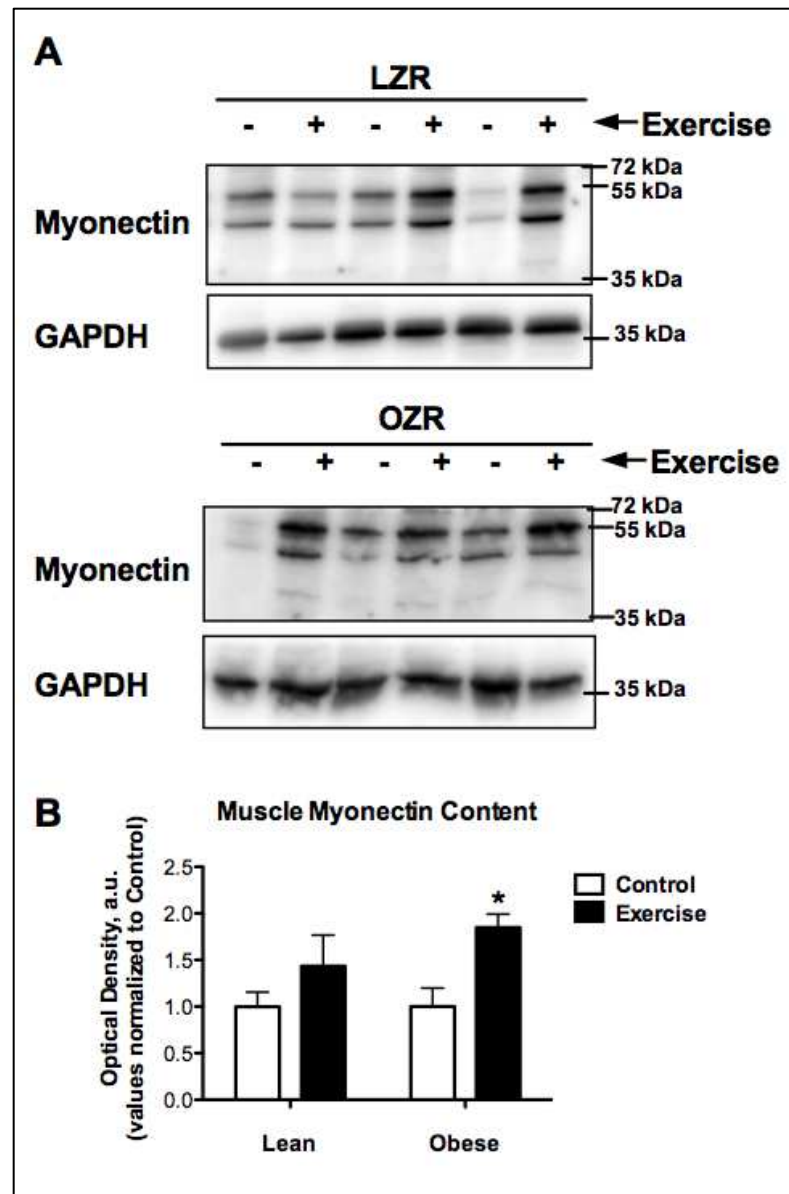 A
LZR
- + - + - + ←Exercise
72 kDa
55 kDa
Myonectin
35 kDa
GAPDH
35 kDa
OZR
- + - + - + ←Exercise
72 kDa
55 kDa
Myonectin
35 kDa
GAPDH
35 kDa
B
Muscle Myonectin Content
Optical Density, a.u.
(values normalized to Control)
2.5
2.0
1.5
1.0
0.5
0.0
*
Control
Exercise
Lean Obese